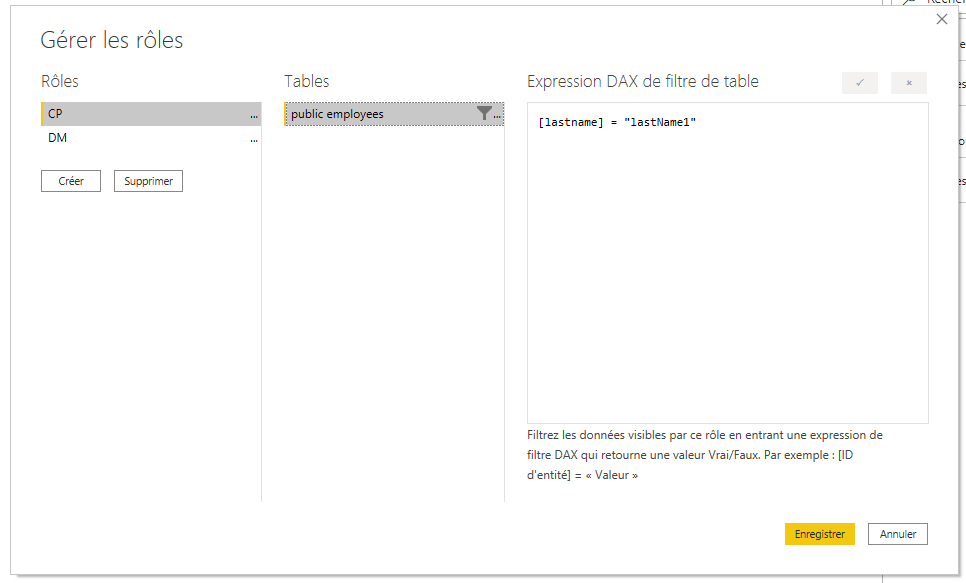 Gérer les rôles
Rôles
CP
...
DM
...
Créer
Supprimer
Tables
public employees
...
Expression DAX de filtre de table
[lastname] = "lastName1"
Filtrez les données visibles par ce rôle en entrant une expression de
filtre DAX qui retourne une valeur Vrai/Faux. Par exemple : [ID
d'entité] = « Valeur »
Enregistrer
Annuler